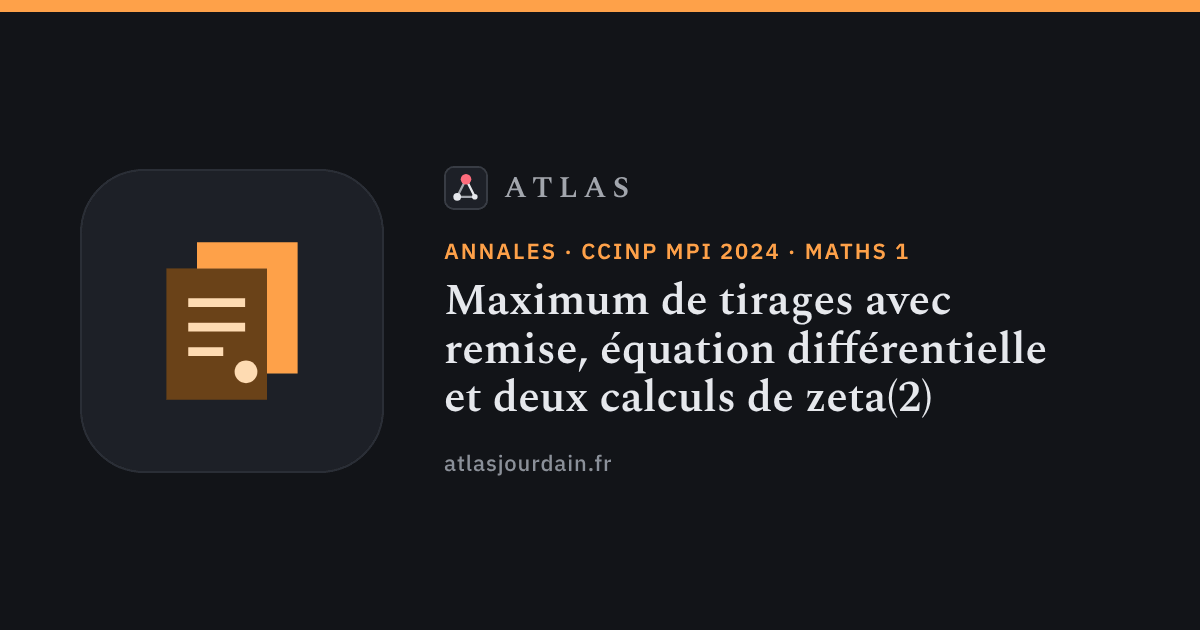 ATLAS
ANNALES · CCINP MPI 2024 · MATHS 1
Maximum de tirages avec
remise, équation différentielle
et deux calculs de zeta(2)
atlasjourdain.fr